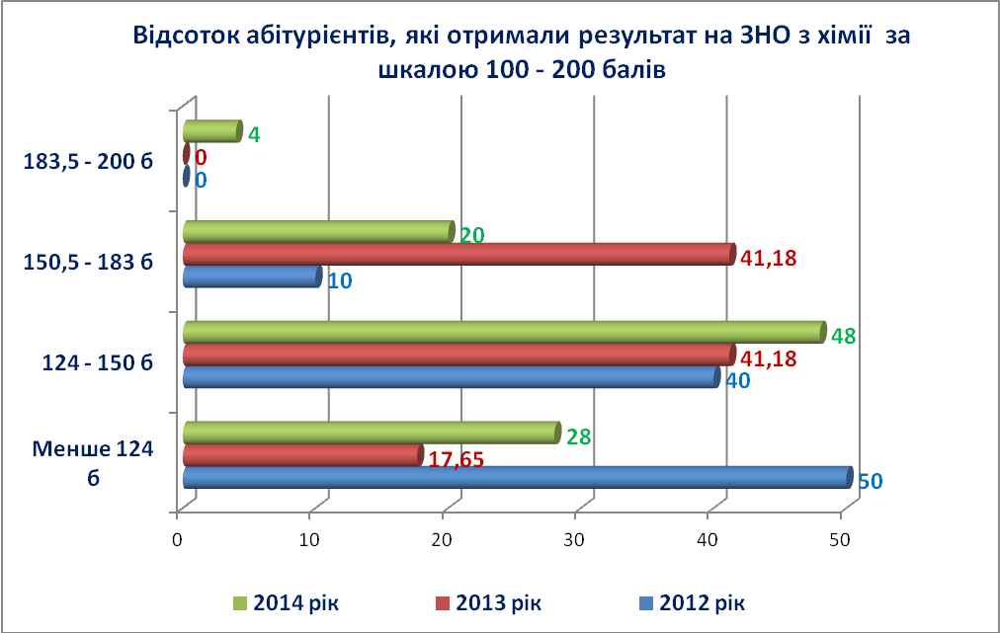 Відсоток абітурієнтів, які отримали результат на ЗНО з хімії за
шкалою 100 - 200 балів
183,5 - 200 б
4
0
0
150,5 - 183 б
20
41,18
10
124 - 150 б
48
41,18
40
Менше 124
б
28
17,65
50
0 10 20 30 40 50
2014 рік 2013 рік 2012 рік